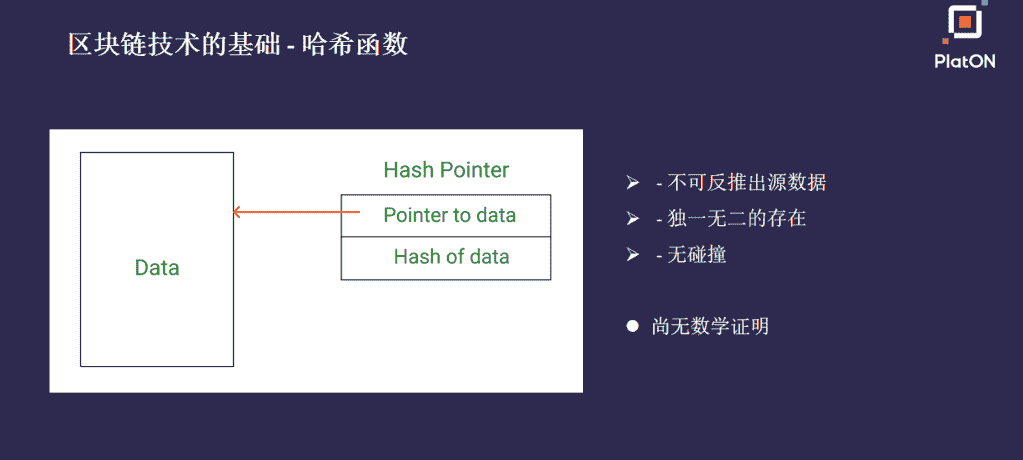 区块链技术的基础 - 哈希函数
PlatON
Hash Pointer
Pointer to data
Hash of data
Data
- 不可反推出源数据
- 独一无二的存在
- 无碰撞
尚无数学证明